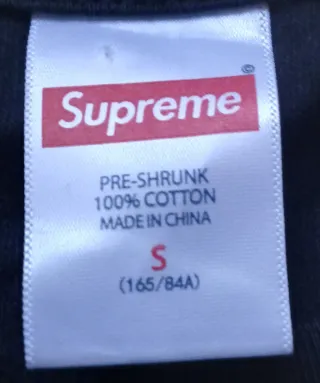 ©
Supreme
PRE-SHRUNK
100% COTTON
MADE IN CHINA
S
(165/84A)